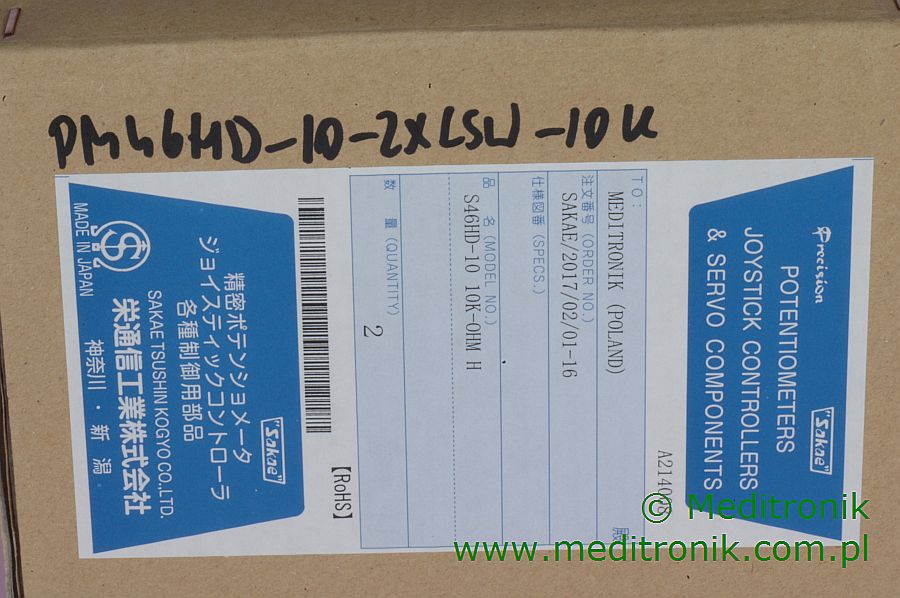 PM46HD-10-2XLSW-10K
Precision
POTENTIOMETERS
JOYSTICK CONTROLLERS
& SERVO COMPONENTS
Sakae
A214098
TO:
MEDITRONIK (POLAND)
殿
注文番号 (ORDER NO.)
SAKAE/2017/02/01-16
仕様図番 (SPECS.)
品 名 (MODEL NO.)
S46HD-10 10K-OHM H
数 量 (QUANTITY)
2
【RoHS】
Sakae
精密ポテンショメータ
ジョイスティックコントローラ
各種制御用部品
SAKAE TSUSHIN KOGYO CO.,LTD.
栄通信工業株式会社
神奈川・新潟
MADE IN JAPAN
© Meditronik
www.meditronik.com.pl